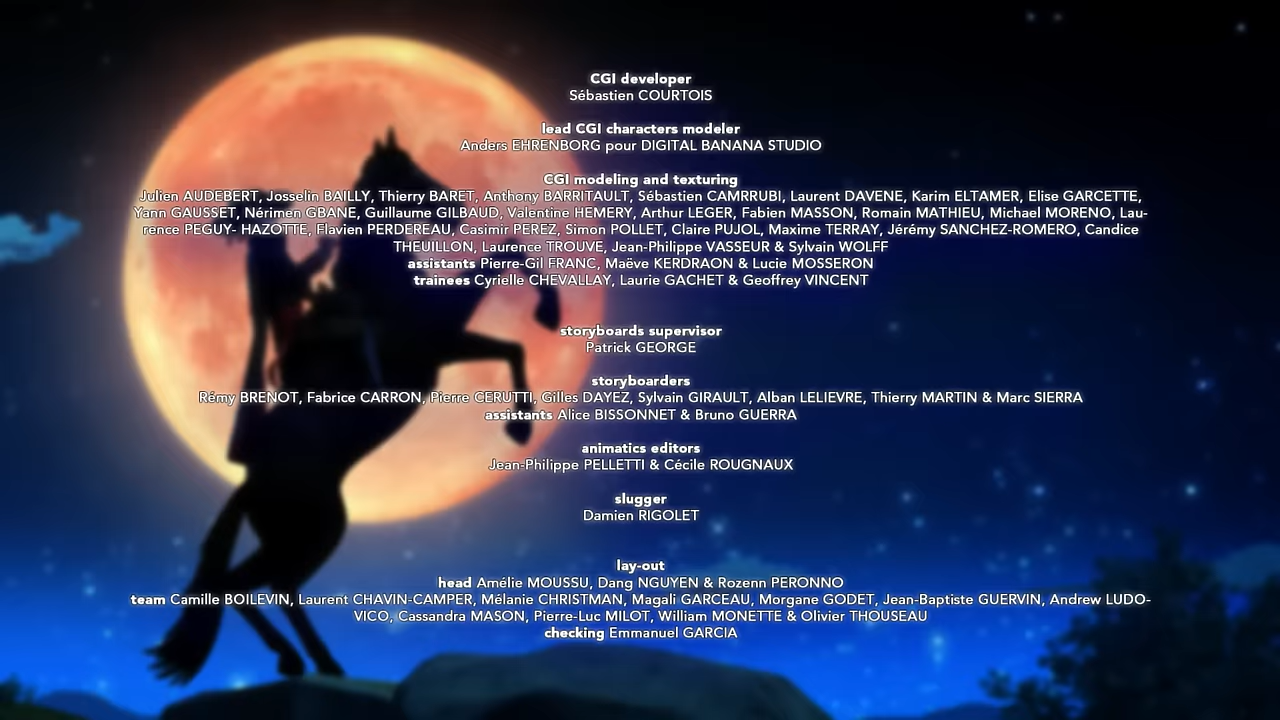 CGI developer
Sébastien COURTOIS
lead CGI characters modeler
Anders EHRENBORG pour DIGITAL BANANA STUDIO
CGI modeling and texturing
Julien AUDEBERT, Josselin BAILLY, Thierry BARET, Anthony BARRITAULT, Sébastien CAMRRUBI, Laurent DAVENE, Karim ELTAMER, Elise GARCETTE,
Yann GAUSSET, Nérimen GBANE, Guillaume GILBAUD, Valentine HEMERY, Arthur LEGER, Fabien MASSON, Romain MATHIEU, Michael MORENO, Lau-
rence PEGUY- HAZOTTE, Flavien PERDEREAU, Casimir PEREZ, Simon POLLET, Claire PUJOL, Maxime TERRAY, Jérémy SANCHEZ-ROMERO, Candice
THEUILLON, Laurence TROUVE, Jean-Philippe VASSEUR & Sylvain WOLFF
assistants Pierre-Gil FRANC, Maëve KERDRAON & Lucie MOSSERON
trainees Cyrielle CHEVALLAY, Laurie GACHET & Geoffrey VINCENT
storyboards supervisor
Patrick GEORGE
storyboarders
Rémy BRENOT, Fabrice CARRON, Pierre CERUTTI, Gilles DAYEZ, Sylvain GIRAULT, Alban LELIEVRE, Thierry MARTIN & Marc SIERRA
assistants Alice BISSONNET & Bruno GUERRA
animatics editors
Jean-Philippe PELLETTI & Cécile ROUGNAUX
slugger
Damien RIGOLET
lay-out
head Amélie MOUSSU, Dang NGUYEN & Rozenn PERONNO
team Camille BOILEVIN, Laurent CHAVIN-CAMPER, Mélanie CHRISTMAN, Magali GARCEAU, Morgane GODET, Jean-Baptiste GUERVIN, Andrew LUDO-
VICO, Cassandra MASON, Pierre-Luc MILOT, William MONETTE & Olivier THOUSEAU
checking Emmanuel GARCIA